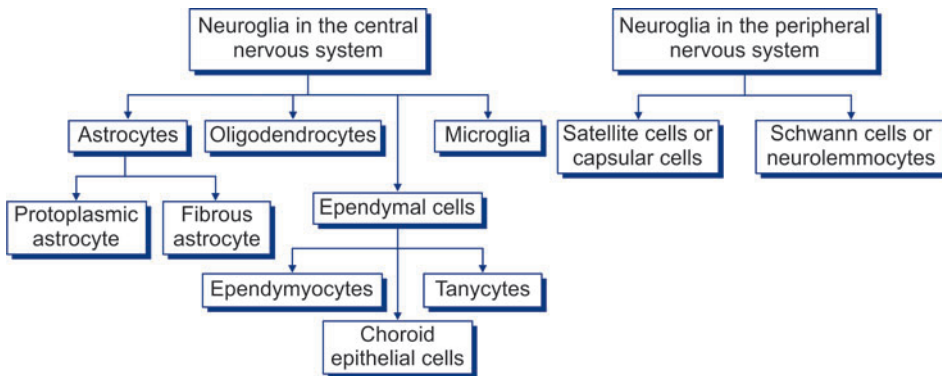 Neuroglia in the central
nervous system
Neuroglia in the peripheral
nervous system
Astrocytes
Oligodendrocytes
Microglia
Satellite cells or
capsular cells
Schwann cells or
neurolemmocytes
Protoplasmic
astrocyte
Fibrous
astrocyte
Ependymal cells
Ependymyocytes
Tanycytes
Choroid
epithelial cells